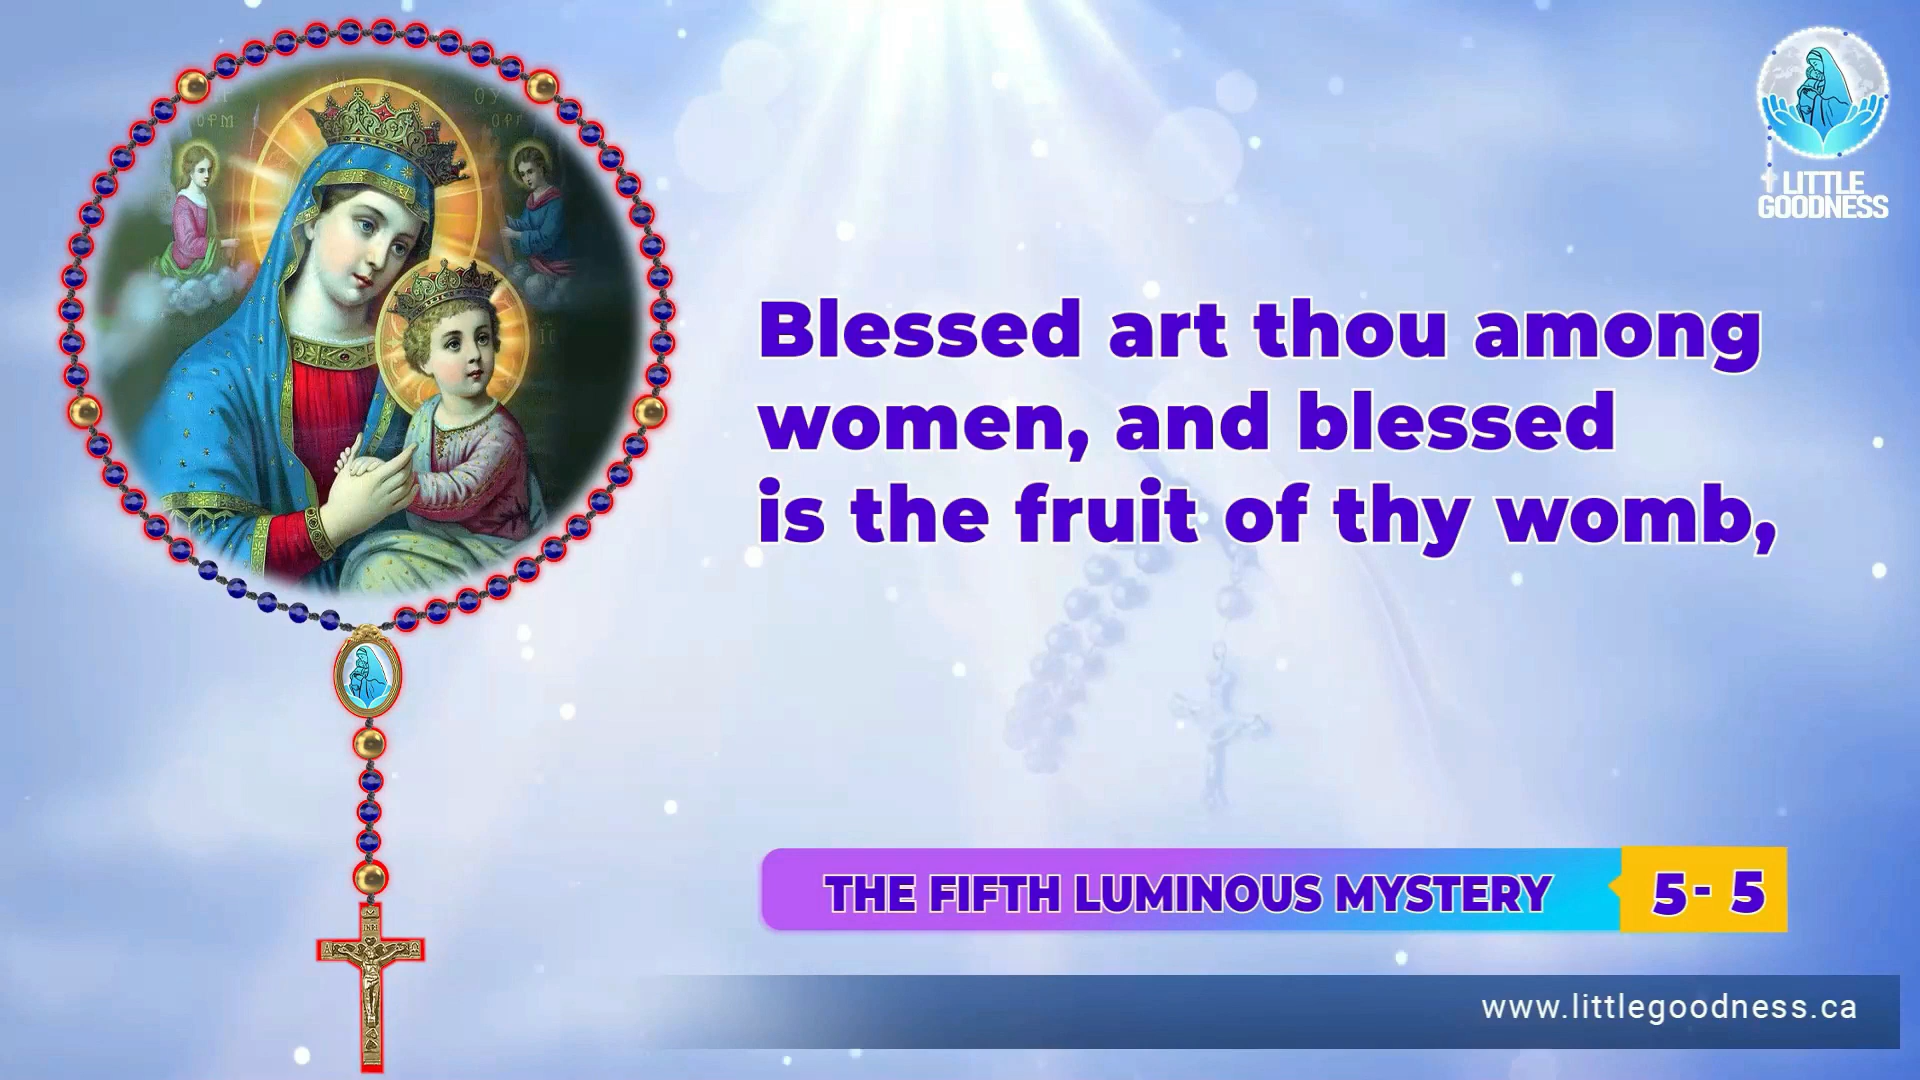 LITTLE
GOODNESS
Blessed art thou among
women, and blessed
is the fruit of thy womb,
THE FIFTH LUMINOUS MYSTERY
5 - 5
www.littlegoodness.ca
INRI